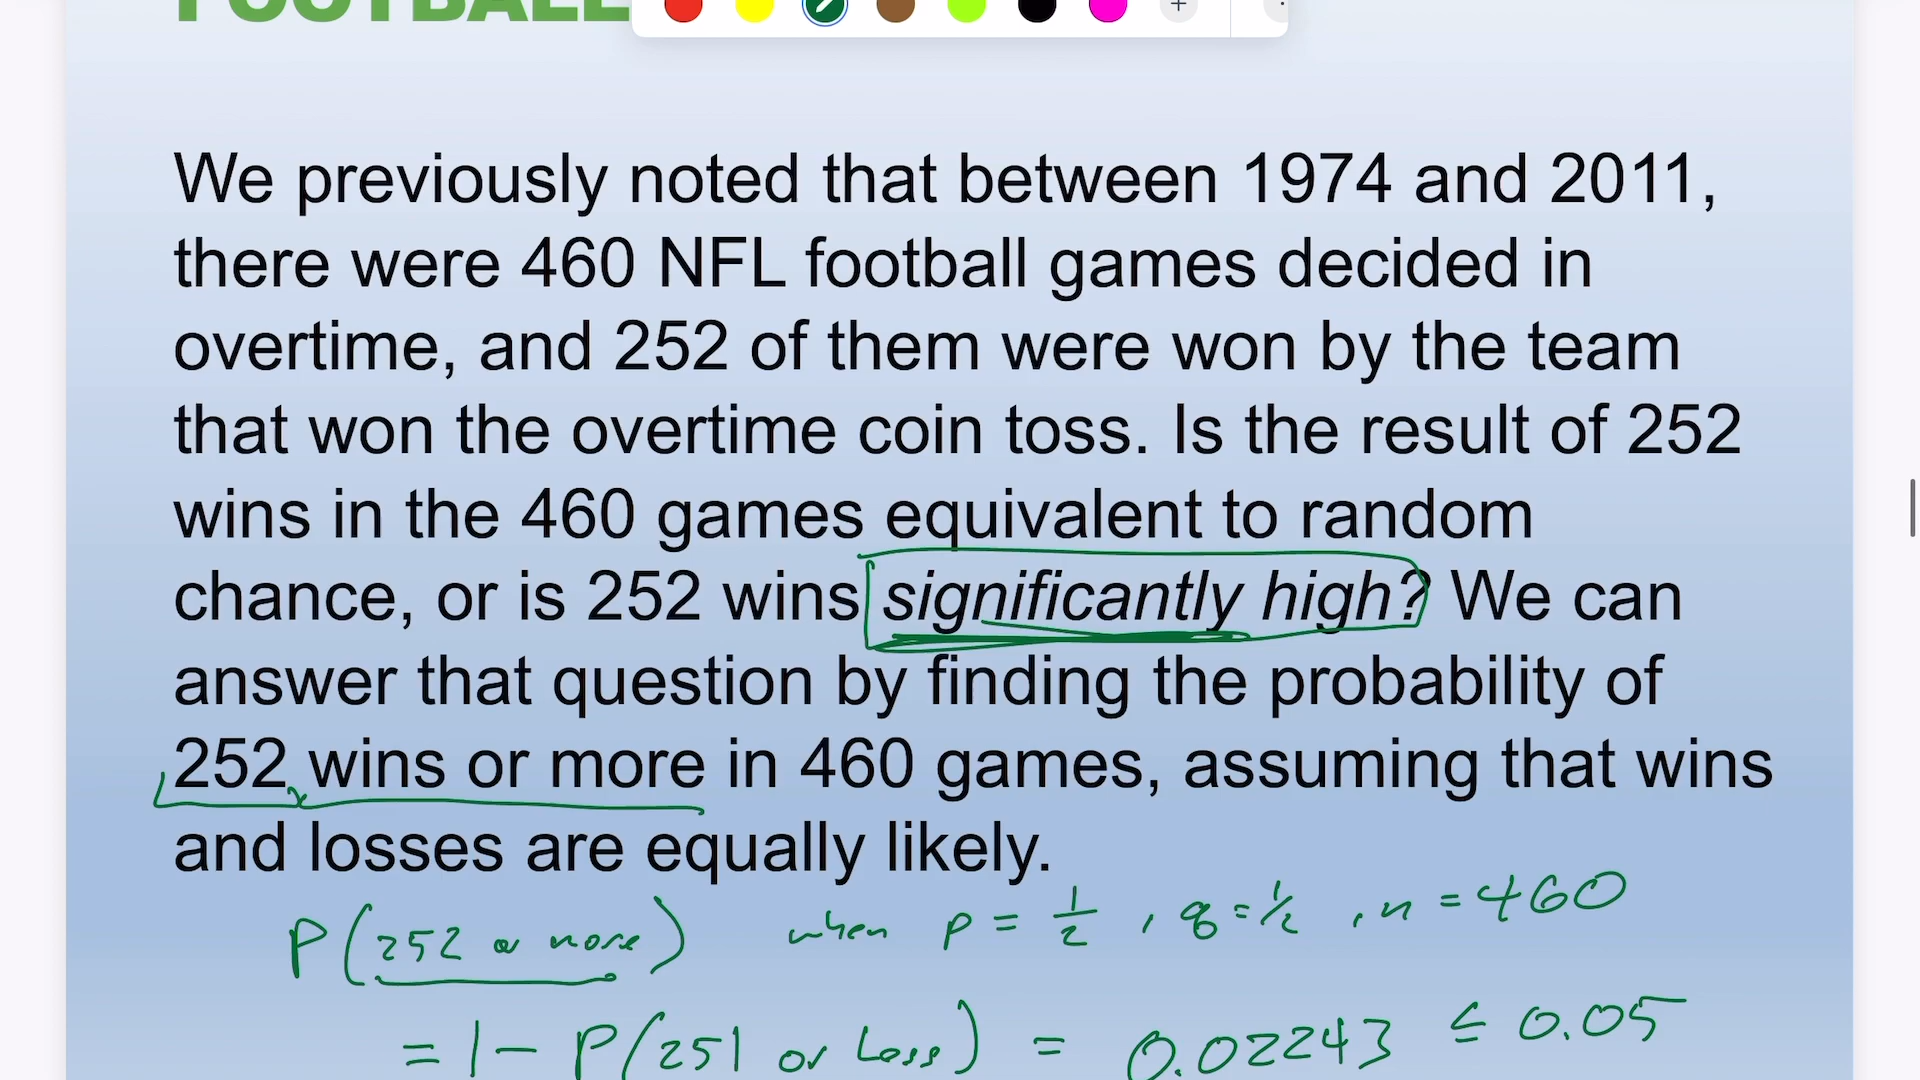 FOOTBALL
We previously noted that between 1974 and 2011,
there were 460 NFL football games decided in
overtime, and 252 of them were won by the team
that won the overtime coin toss. Is the result of 252
wins in the 460 games equivalent to random
chance, or is 252 wins significantly high? We can
answer that question by finding the probability of
252 wins or more in 460 games, assuming that wins
and losses are equally likely.
P(252 or more) when p = 1/2, q = 1/2, n = 460
= 1 - P(251 or Less) = 0.02243 ≤ 0.05